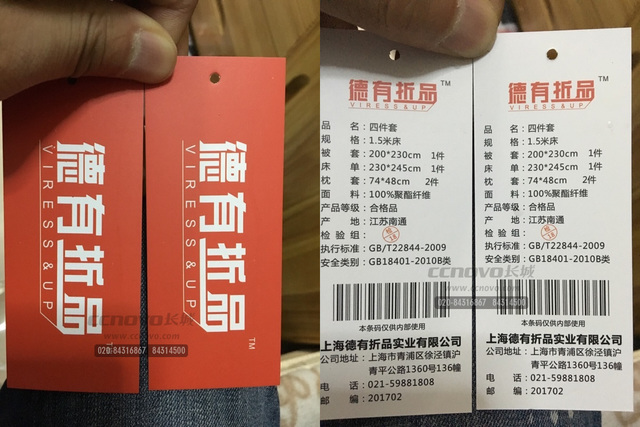 德有折品
VIRESS&UP
德有折品
VIRESS&UP
TM
ccnovo长城
www.ccnovo.com
020-84316867 84314500
德有折品 TM
VIRESS&UP
品 名：四件套
规 格：1.5米床
被 套：200*230cm 1件
床 单：230*245cm 1件
枕 套：74*48cm 2件
面 料：100%聚酯纤维
产品等级：合格品
产 地：江苏南通
检 验 组：
执行标准：GB/T22844-2009
安全类别：GB18401-2010B类
本条码仅供内部使用
上海德有折品实业有限公司
公司地址：上海市青浦区徐泾镇沪
青平公路1360号136幢
电 话：021-59881808
邮 编：201702
德有折品 TM
VIRESS&UP
品 名：四件套
规 格：1.5米床
被 套：200*230cm 1件
床 单：230*245cm 1件
枕 套：74*48cm 2件
面 料：100%聚酯纤维
产品等级：合格品
产 地：江苏南通
检 验 组：
执行标准：GB/T22844-2009
安全类别：GB18401-2010B类
本条码仅供内部使用
上海德有折品实业有限公司
公司地址：上海市青浦区徐泾镇沪
青平公路1360号136幢
电 话：021-59881808
邮 编：201702
ccnovo长城
www.ccnovo.com
020-84316867 84314500